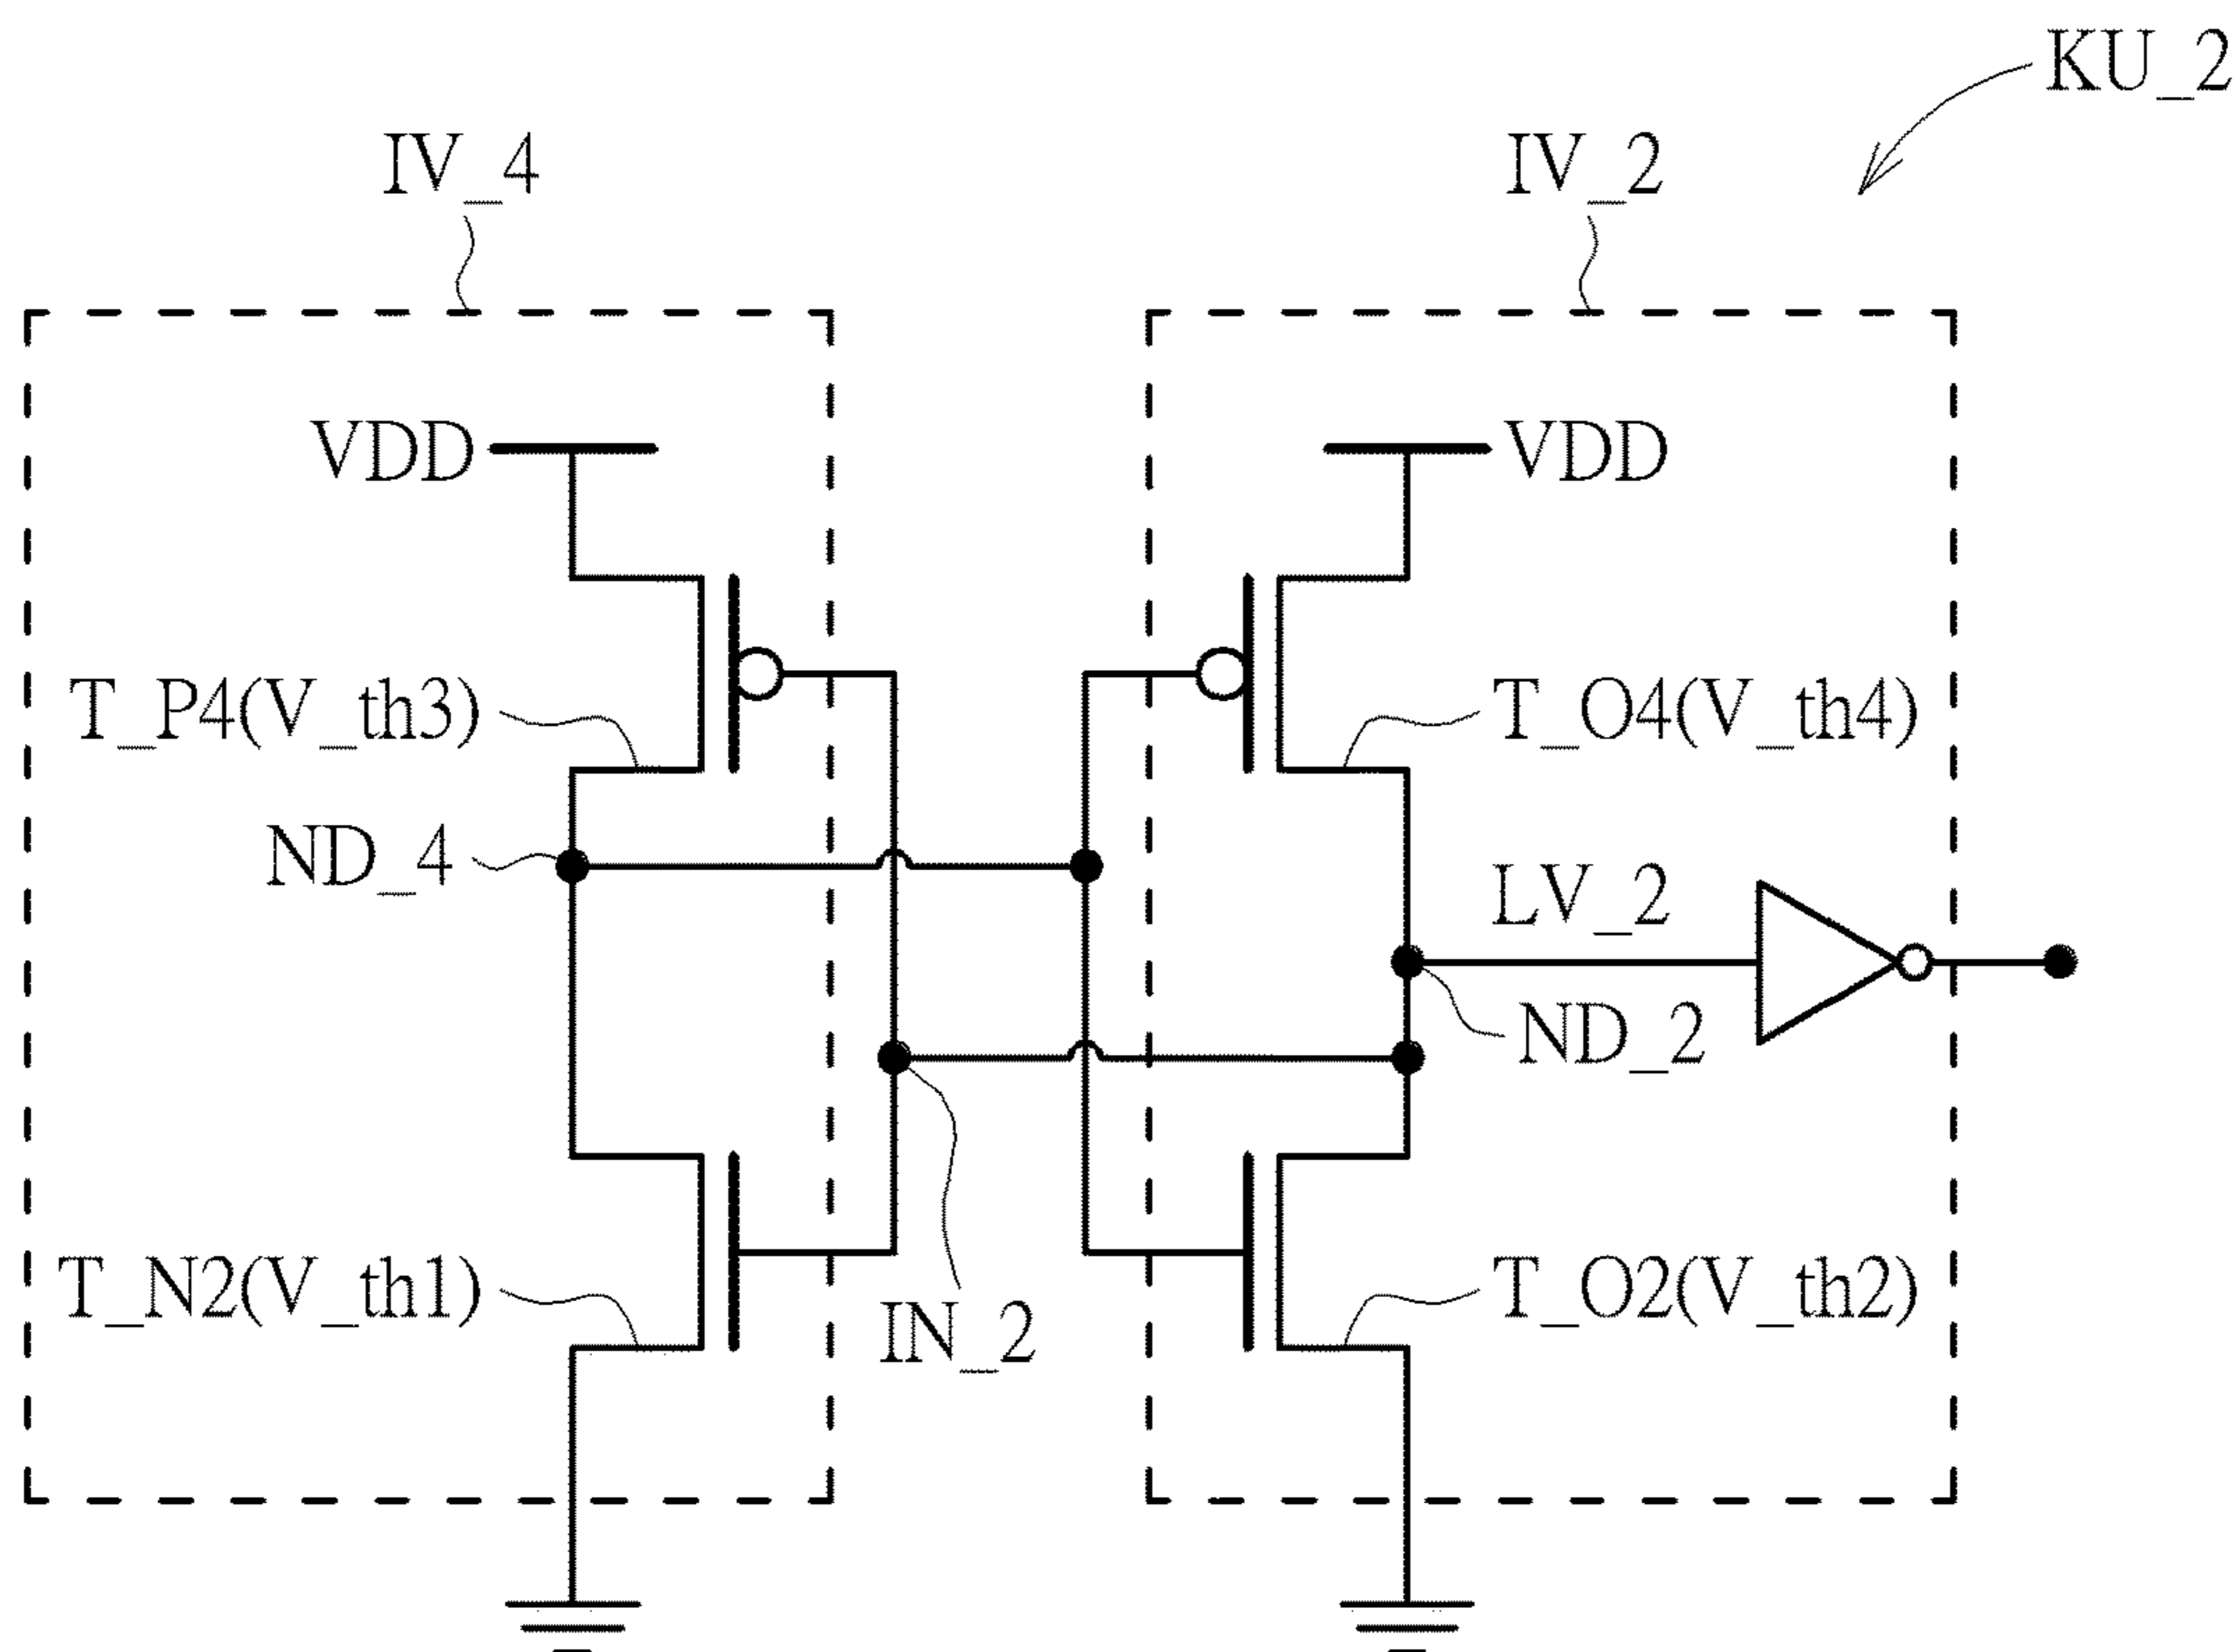 KU_2
IV_4
IV_2
VDD
VDD
T_P4(V_th3)
T_O4(V_th4)
ND_4
LV_2
ND_2
T_N2(V_th1)
IN_2
T_O2(V_th2)